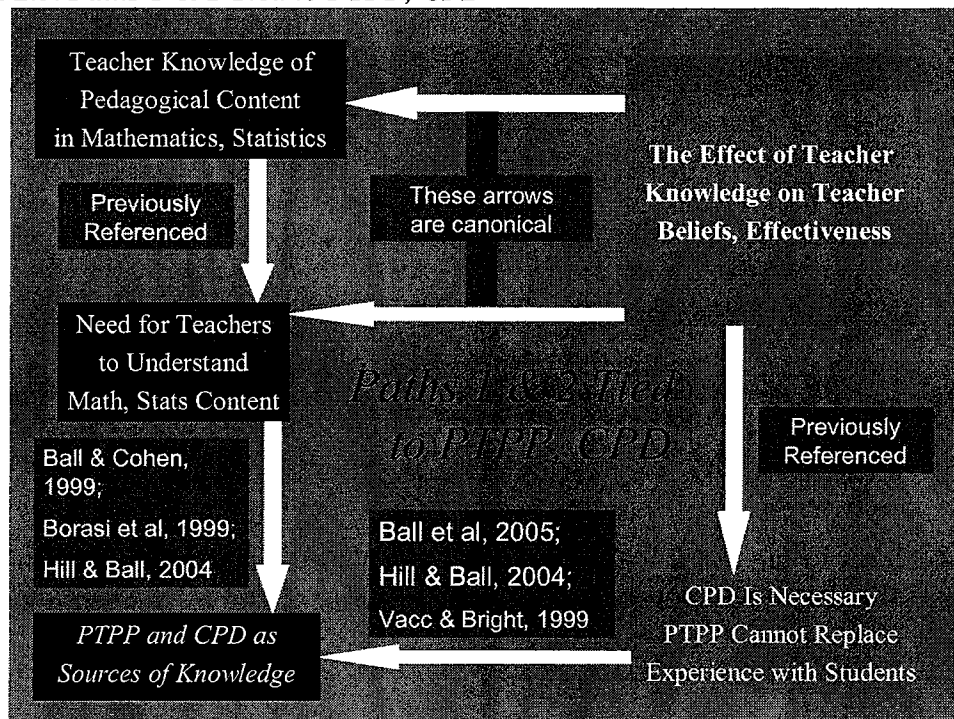 Teacher Knowledge of
Pedagogical Content
in Mathematics, Statistics
Previously
Referenced
These arrows
are canonical
The Effect of Teacher
Knowledge on Teacher
Beliefs, Effectiveness
Need for Teachers
to Understand
Math, Stats Content
Paths 1 & 2 Tied
to PTPP, CPD
Previously
Referenced
Ball & Cohen,
1999;
Borasi et al, 1999;
Hill & Ball, 2004
Ball et al, 2005;
Hill & Ball, 2004;
Vacc & Bright, 1999
PTPP and CPD as
Sources of Knowledge
CPD Is Necessary
PTPP Cannot Replace
Experience with Students